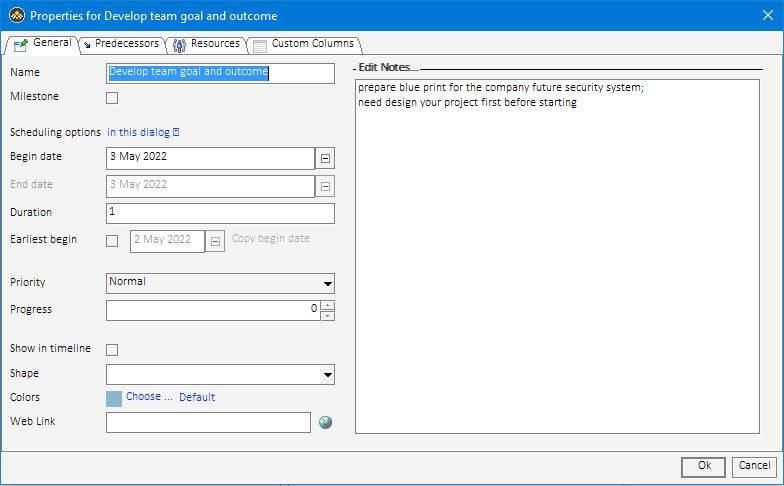 Properties for Develop team goal and outcome
General
Predecessors
Resources
Custom Columns
Name
Develop team goal and outcome
Milestone
Scheduling options in this dialog
Begin date
3 May 2022
End date
3 May 2022
Duration
1
Earliest begin
2 May 2022
Copy begin date
Priority
Normal
Progress
0
Show in timeline
Shape
Colors
Choose ...
Default
Web Link
Edit Notes...
prepare blue print for the company future security system;
need design your project first before starting
Ok
Cancel